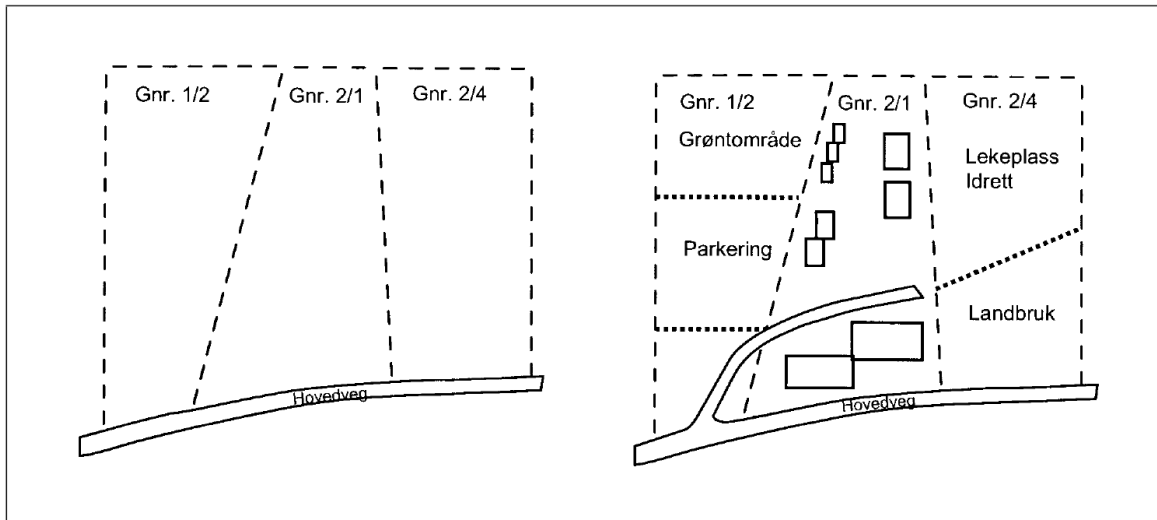 Gnr. 1/2
Gnr. 2/1
Gnr. 2/4
Hovedveg
Gnr. 1/2
Gnr. 2/1
Gnr. 2/4
Grøntområde
Lekeplass
Idrett
Parkering
Landbruk
Hovedveg